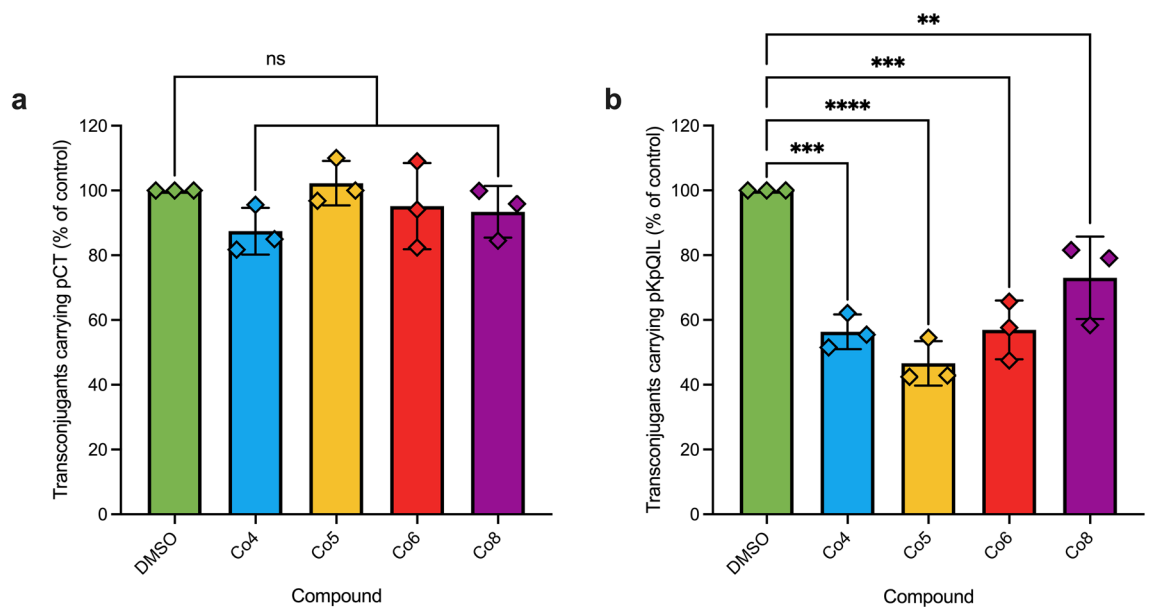 a
ns
Transconjugants carrying pCT (% of control)
120
100
80
60
40
20
0
DMSO
Co4
Co5
Co6
Co8
Compound
b
**
***
****
***
Transconjugants carrying pKpQIL (% of control)
120
100
80
60
40
20
0
DMSO
Co4
Co5
Co6
Co8
Compound